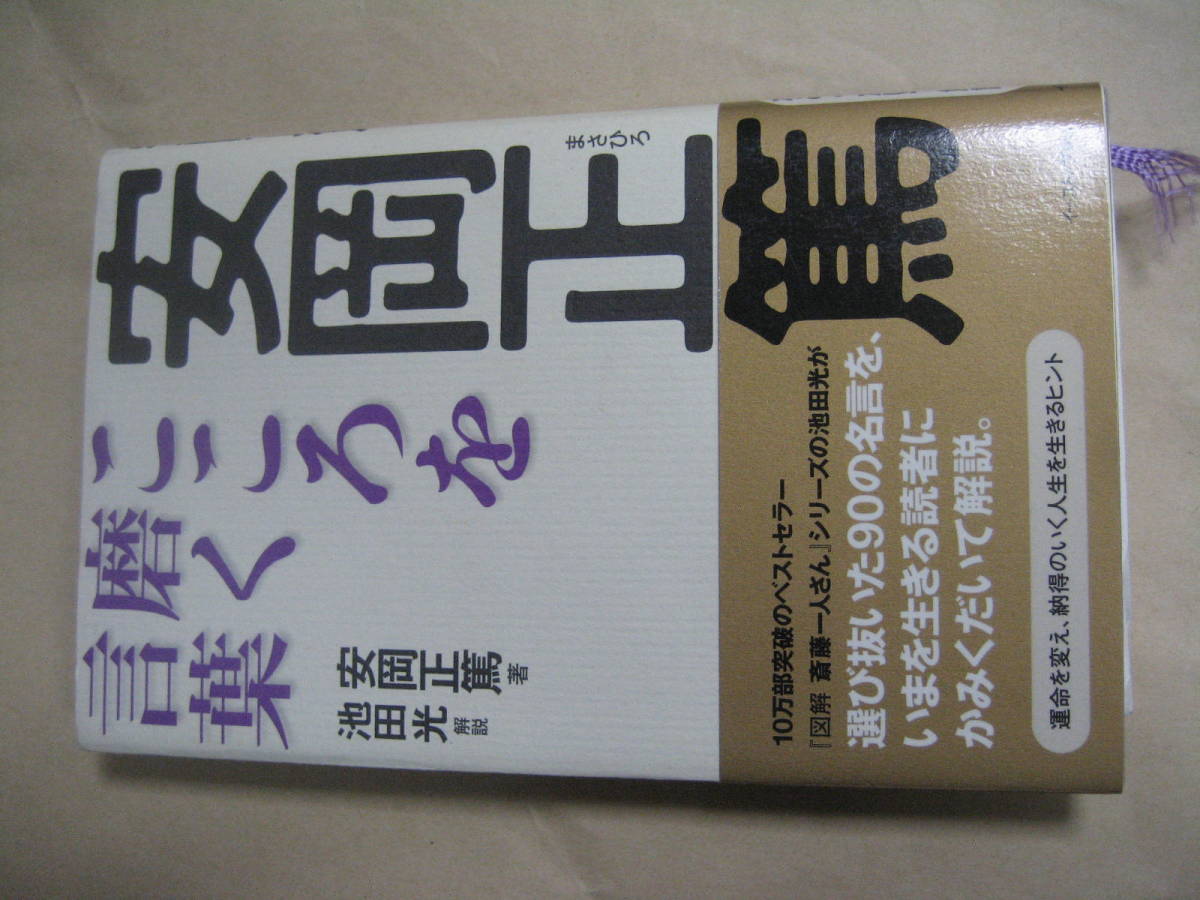 安岡正篤
まさひろ
こころを
磨く
言葉
安岡正篤 著
池田光 解説
10万部突破のベストセラー
『図解 斎藤一人さん』シリーズの池田光が
選び抜いた90の名言を、
いまを生きる読者に
かみくだいて解説。
運命を変え、納得のいく人生を生きるヒント